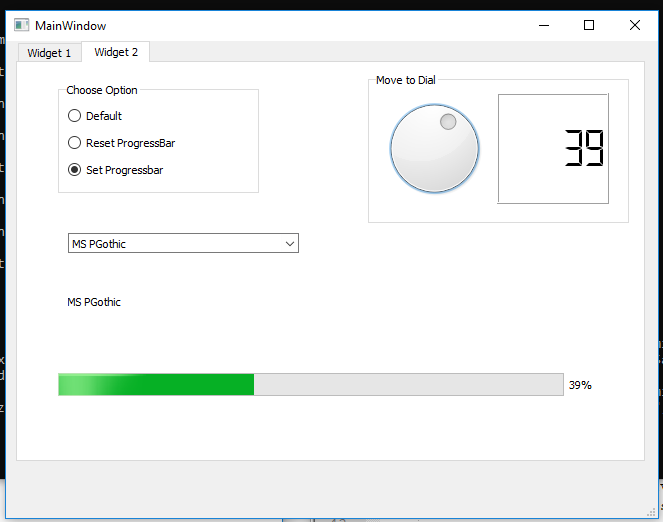 MainWindow
Widget 1
Widget 2
Choose Option
Default
Reset ProgressBar
Set Progressbar
Move to Dial
39
MS PGothic
MS PGothic
39%